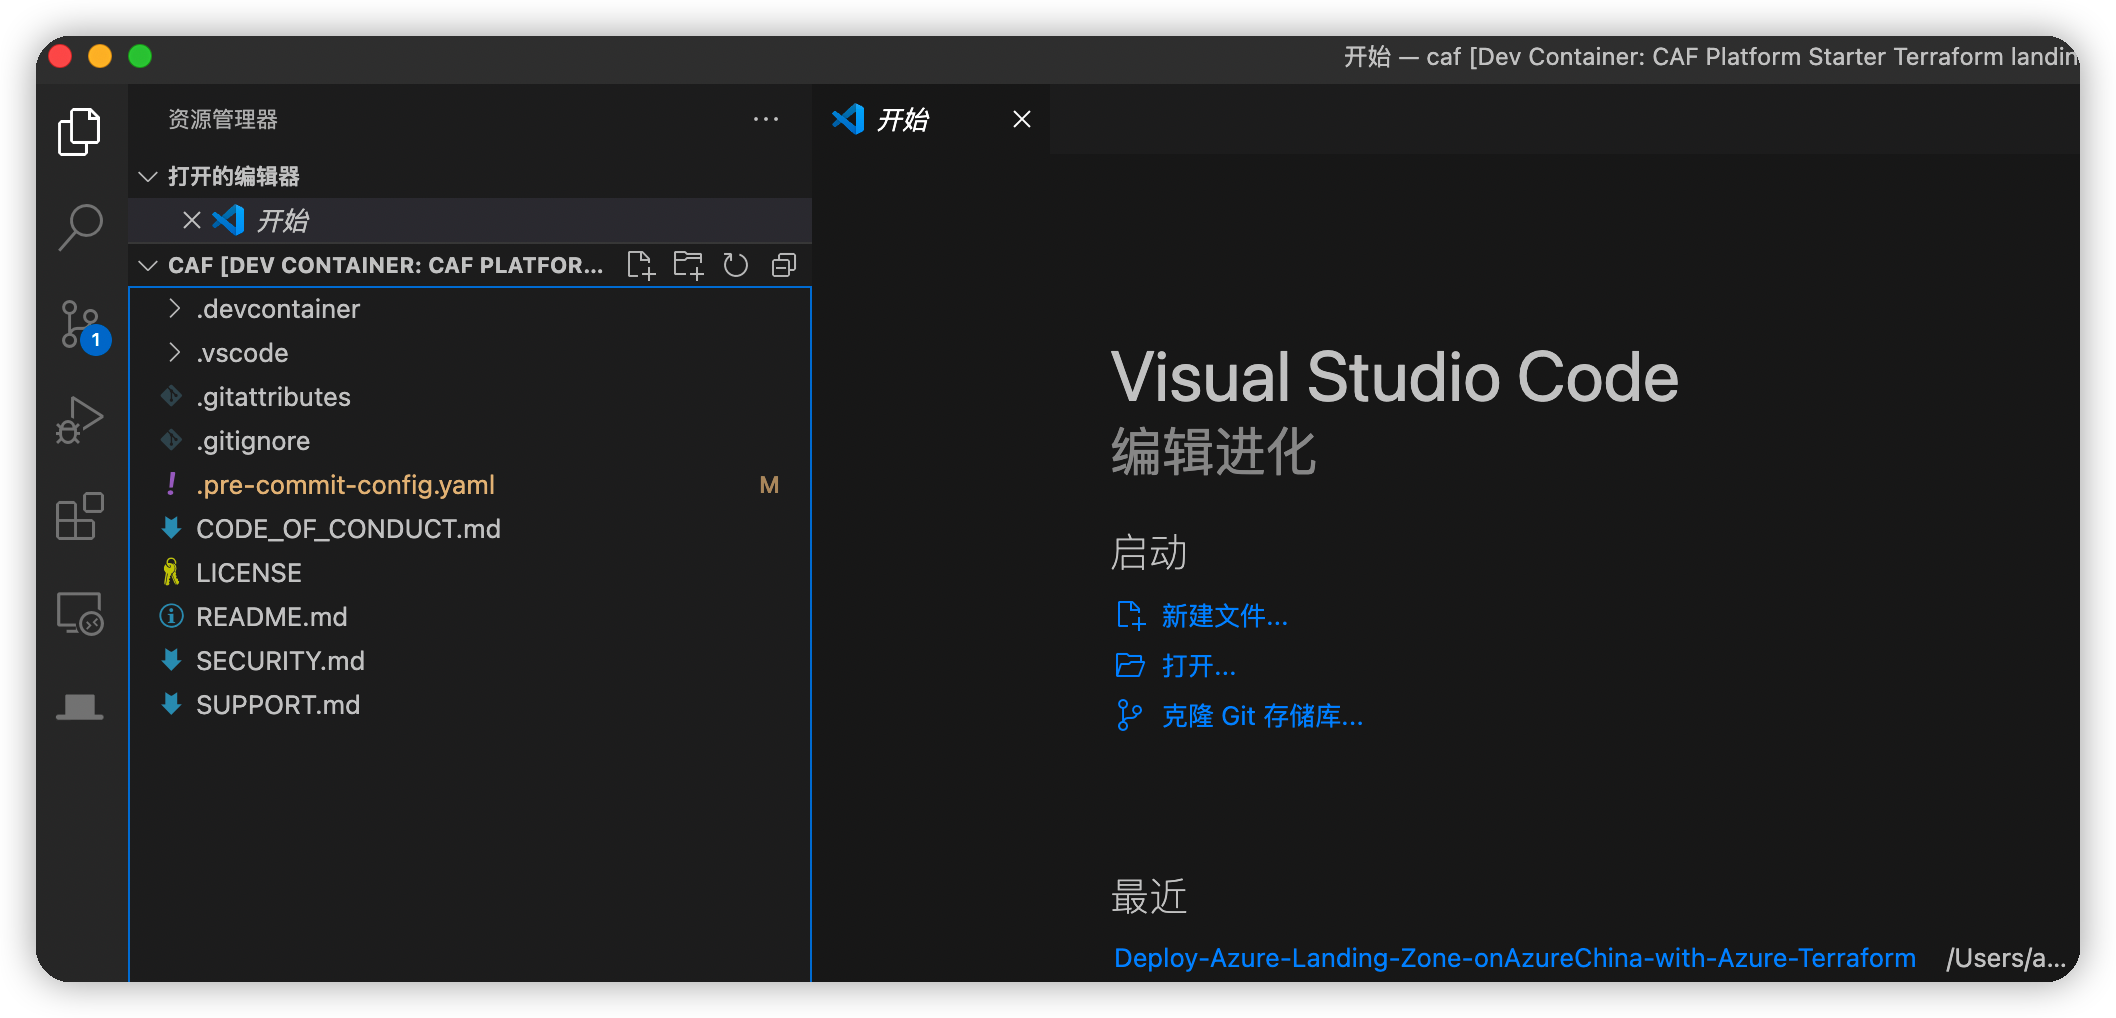 开始 — caf [Dev Container: CAF Platform Starter Terraform landin
资源管理器
开始
打开的编辑器
开始
CAF [DEV CONTAINER: CAF PLATFOR...
.devcontainer
.vscode
.gitattributes
.gitignore
.pre-commit-config.yaml M
CODE_OF_CONDUCT.md
LICENSE
README.md
SECURITY.md
SUPPORT.md
1
Visual Studio Code
编辑进化
启动
新建文件...
打开...
克隆 Git 存储库...
最近
Deploy-Azure-Landing-Zone-onAzureChina-with-Azure-Terraform /Users/a...